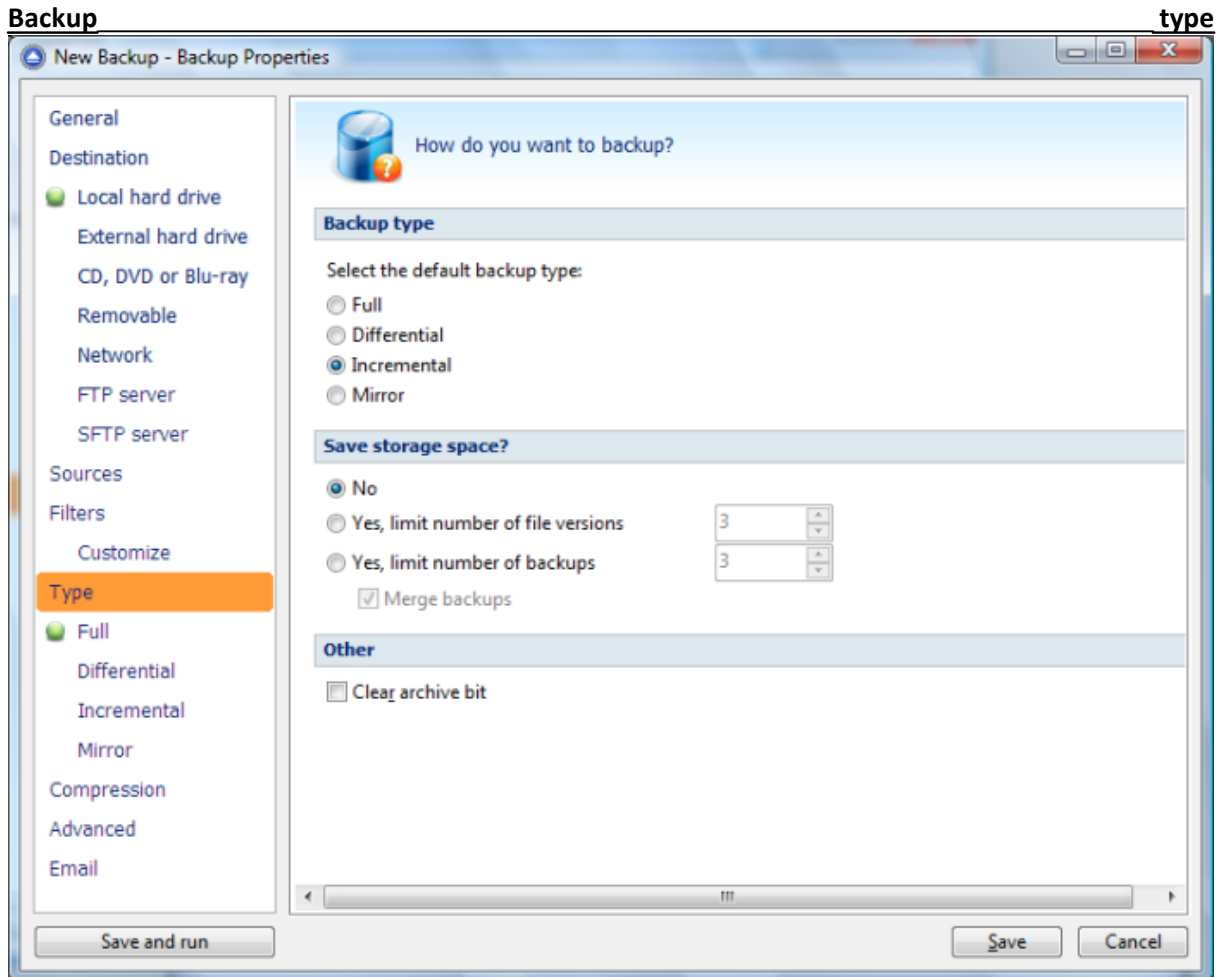 Backup type
New Backup - Backup Properties
General
Destination
Local hard drive
External hard drive
CD, DVD or Blu-ray
Removable
Network
FTP server
SFTP server
Sources
Filters
Customize
Type
Full
Differential
Incremental
Mirror
Compression
Advanced
Email
How do you want to backup?
Backup type
Select the default backup type:
Full
Differential
Incremental
Mirror
Save storage space?
No
Yes, limit number of file versions 3
Yes, limit number of backups 3
Merge backups
Other
Clear archive bit
Save and run
Save
Cancel